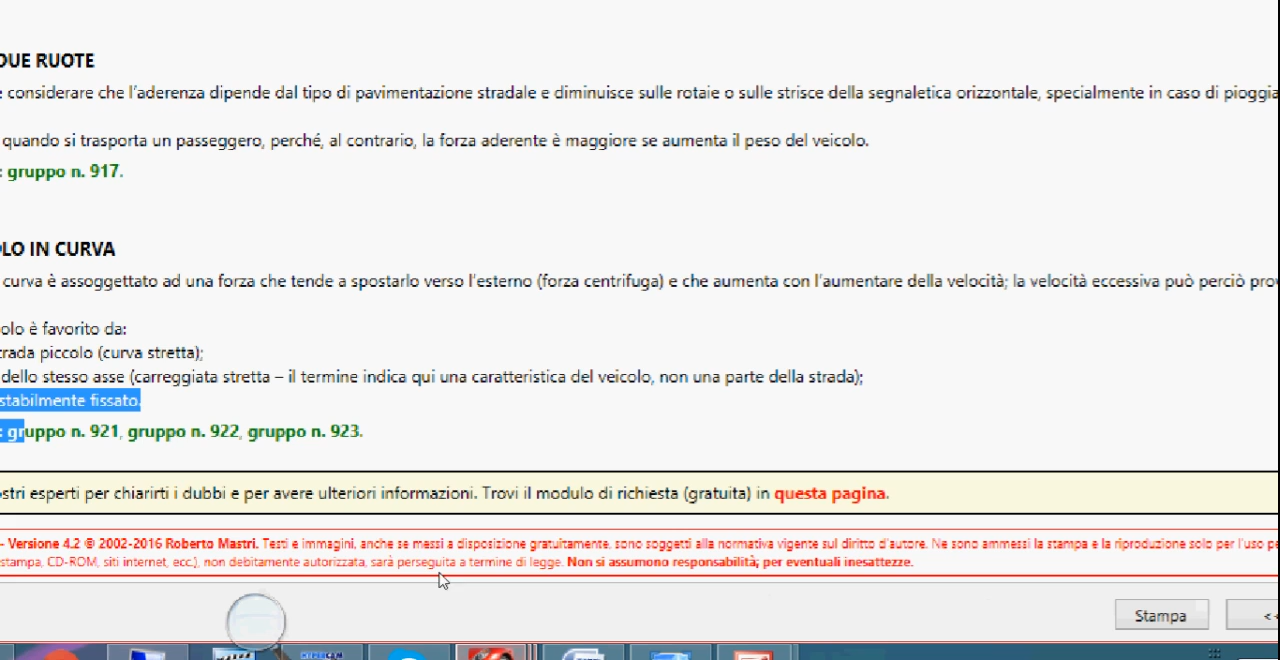 DUE RUOTE
considerare che l'aderenza dipende dal tipo di pavimentazione stradale e diminuisce sulle rotaie o sulle strisce della segnaletica orizzontale, specialmente in caso di pioggia
quando si trasporta un passeggero, perché, al contrario, la forza aderente è maggiore se aumenta il peso del veicolo.
: gruppo n. 917.
LO IN CURVA
curva è assoggettato ad una forza che tende a spostarlo verso l'esterno (forza centrifuga) e che aumenta con l'aumentare della velocità; la velocità eccessiva può perciò pro
olo è favorito da:
rada piccolo (curva stretta);
dello stesso asse (carreggiata stretta – il termine indica qui una caratteristica del veicolo, non una parte della strada);
stabilmente fissato.
: gruppo n. 921, gruppo n. 922, gruppo n. 923.
stri esperti per chiarirti i dubbi e per avere ulteriori informazioni. Trovi il modulo di richiesta (gratuita) in questa pagina.
- Versione 4.2 © 2002-2016 Roberto Mastri. Testi e immagini, anche se messi a disposizione gratuitamente, sono soggetti alla normativa vigente sul diritto d'autore. Ne sono ammessi la stampa e la riproduzione solo per l'uso pe
stampa, CD-ROM, siti internet, ecc.), non debitamente autorizzata, sarà perseguita a termine di legge. Non si assumono responsabilità, per eventuali inesattezze.
Stampa <<